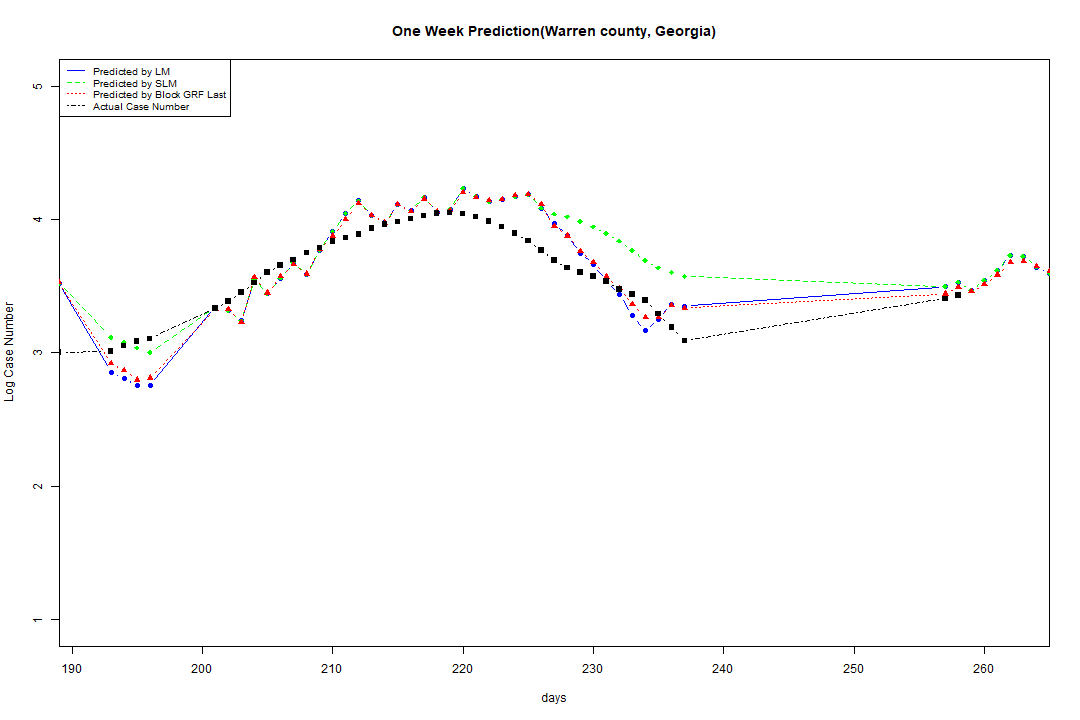 One Week Prediction(Warren county, Georgia)
Predicted by LM
Predicted by SLM
Predicted by Block GRF Last
Actual Case Number
5
4
3
2
1
Log Case Number
190 200 210 220 230 240 250 260
days